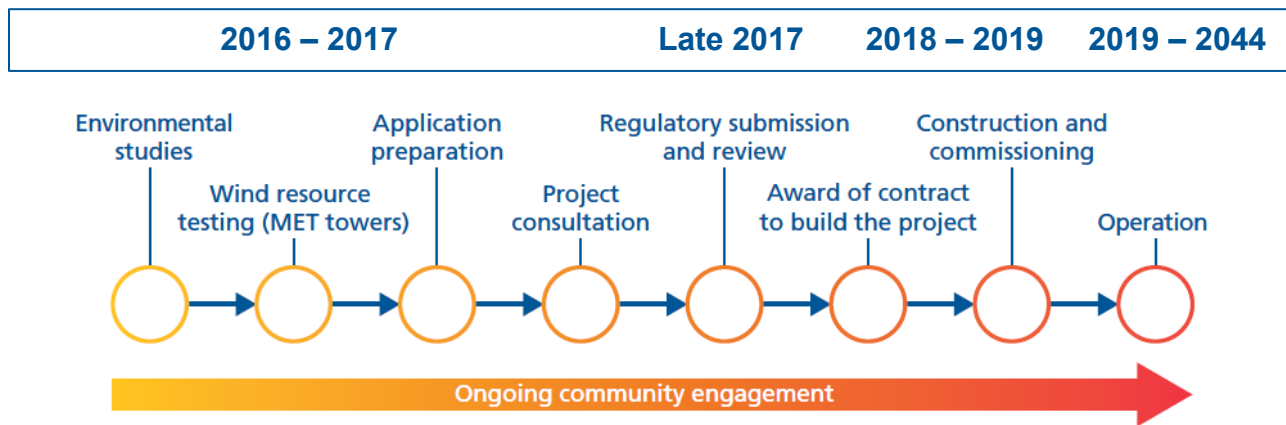 2016 – 2017 Late 2017 2018 – 2019 2019 – 2044
Environmental
studies
Wind resource
testing (MET towers)
Application
preparation
Project
consultation
Regulatory submission
and review
Award of contract
to build the project
Construction and
commissioning
Operation
Ongoing community engagement